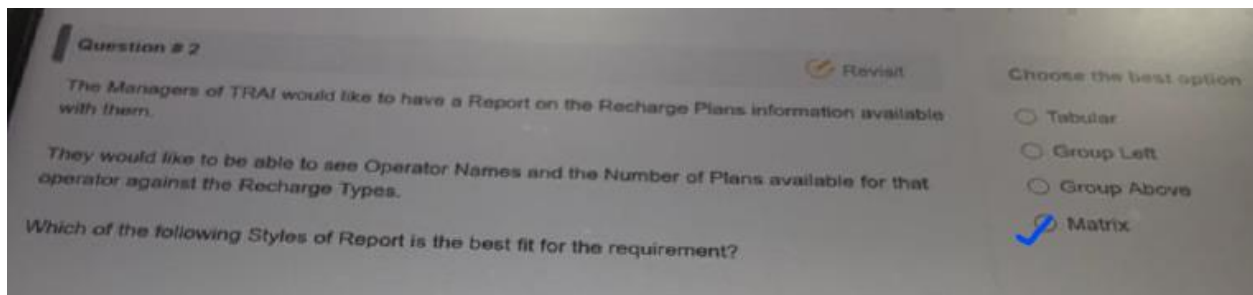 Question # 2
Revisit
The Managers of TRAI would like to have a Report on the Recharge Plans information available
with them.
They would like to be able to see Operator Names and the Number of Plans available for that
operator against the Recharge Types.
Which of the following Styles of Report is the best fit for the requirement?
Choose the best option
Tabular
Group Left
Group Above
Matrix